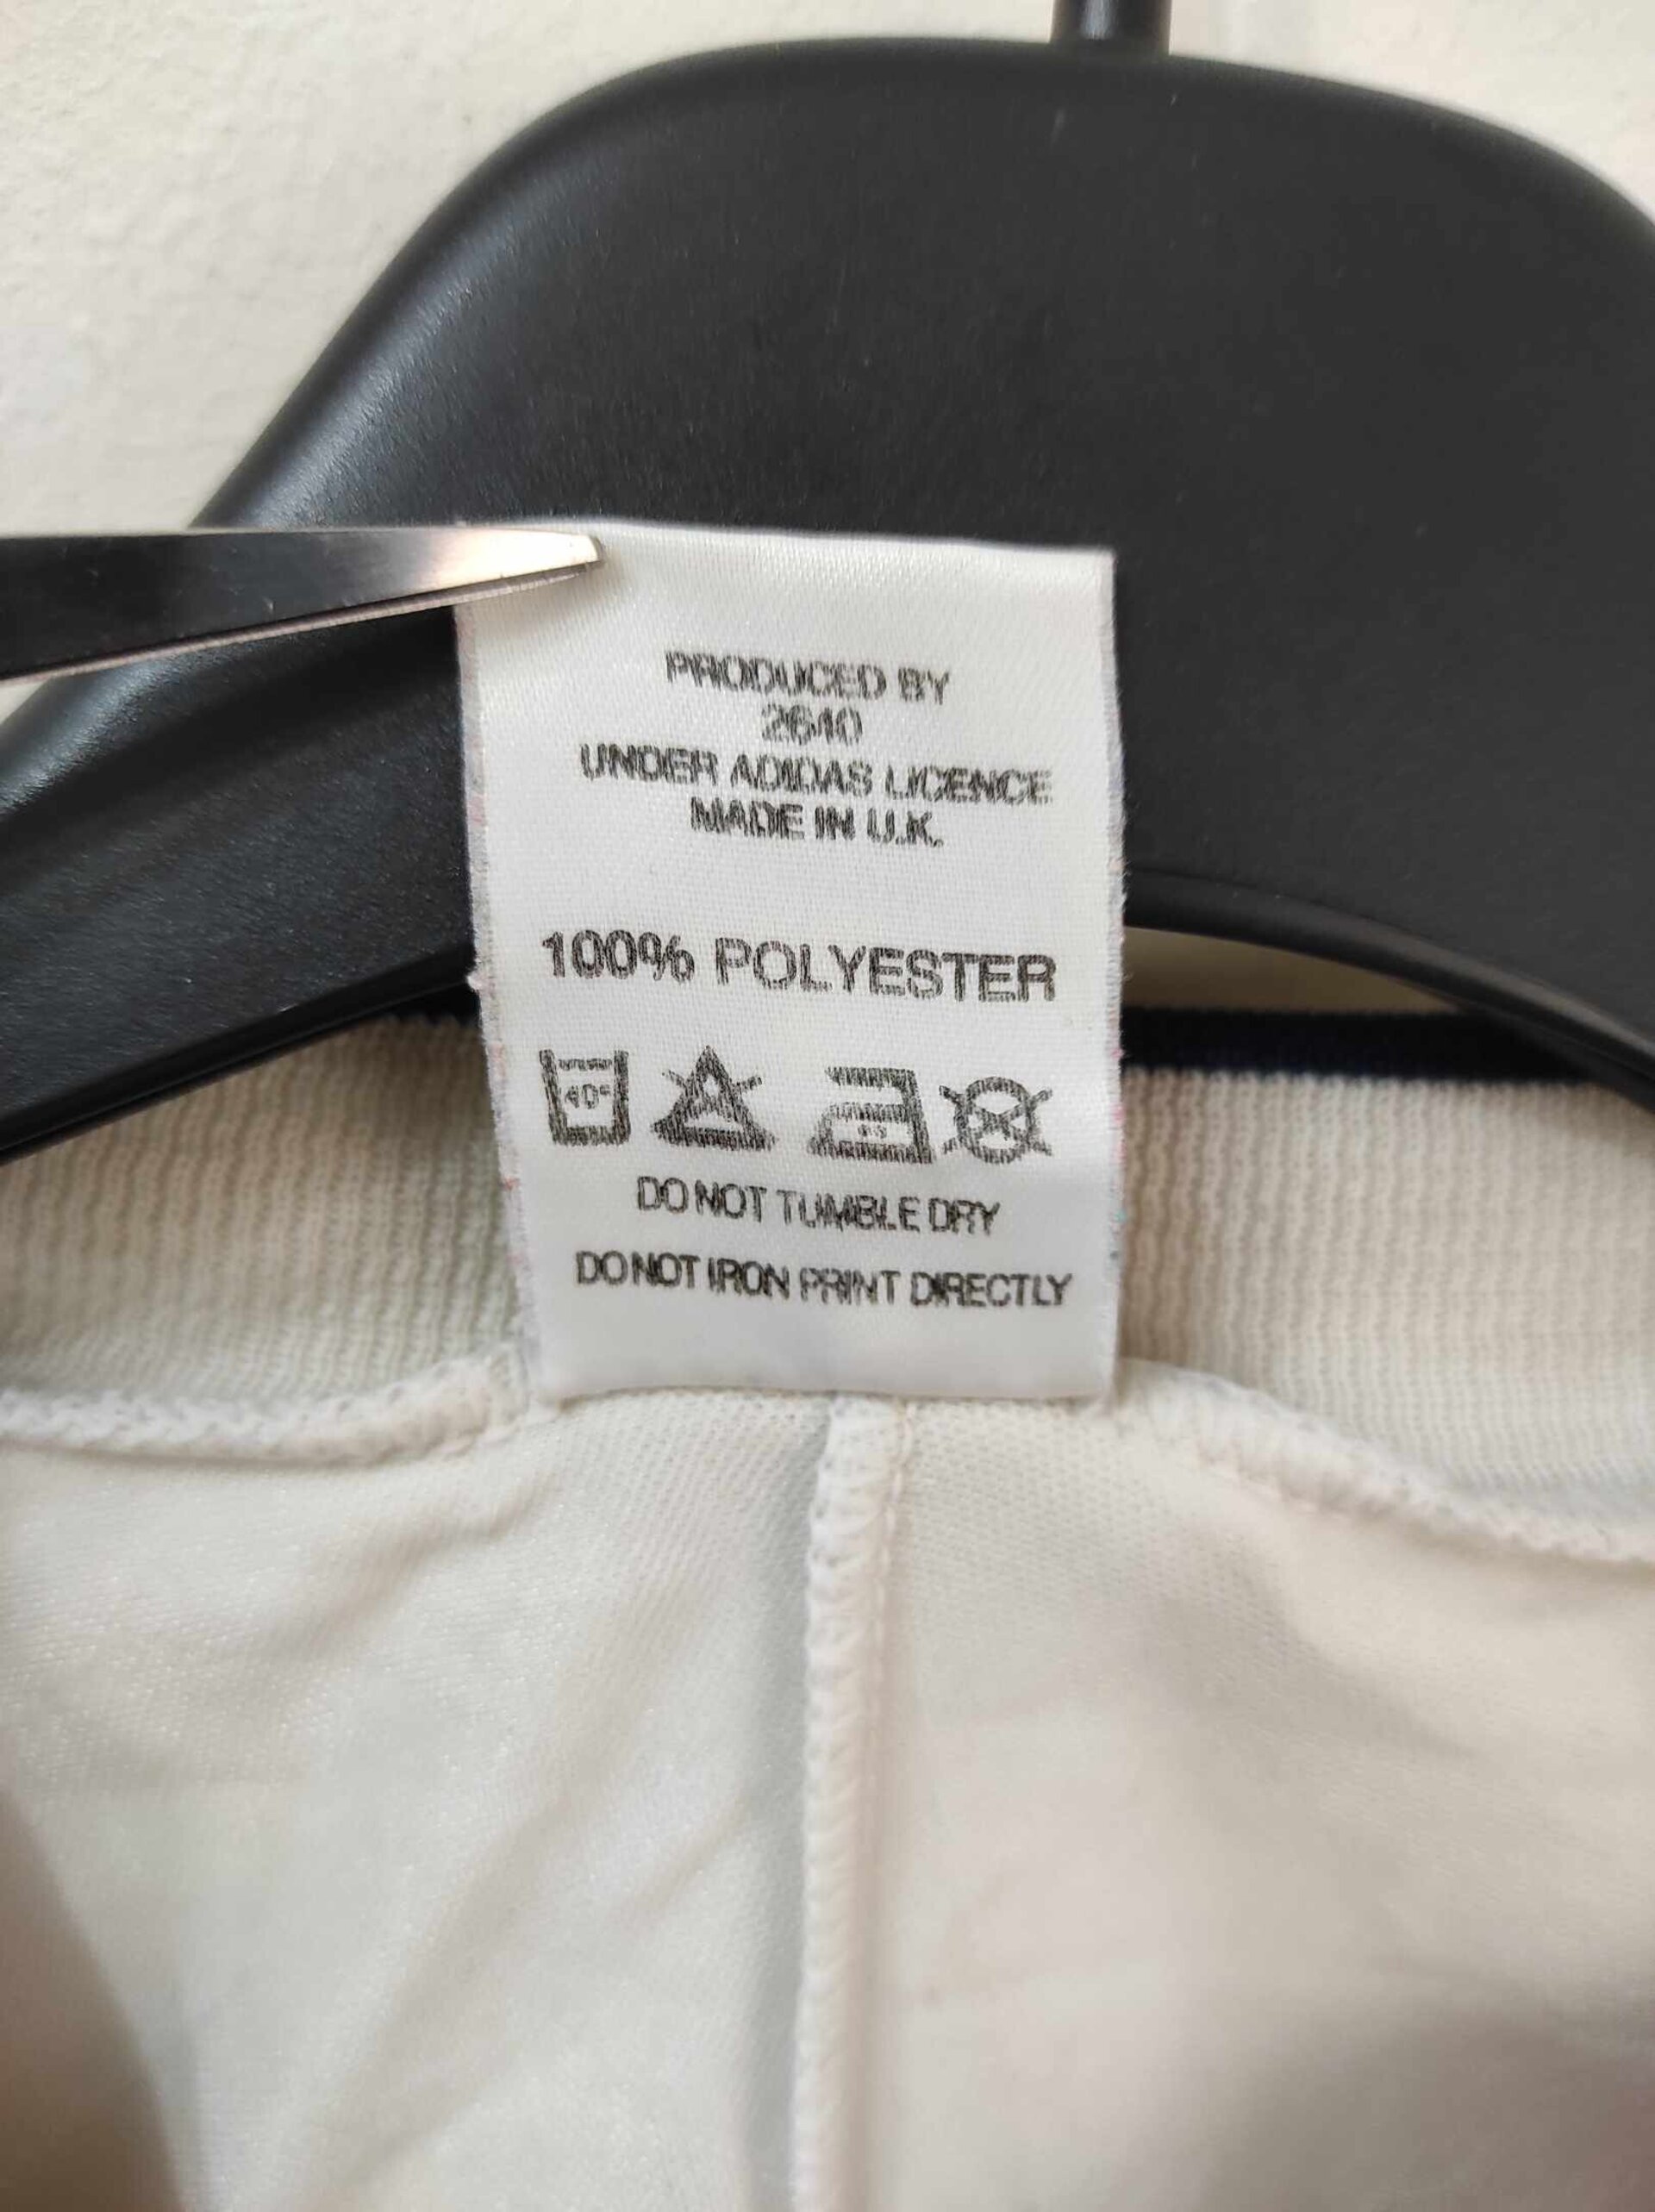 PRODUCED BY
2640
UNDER ADIDAS LICENCE
MADE IN U.K.
100% POLYESTER
40°
DO NOT TUMBLE DRY
DO NOT IRON PRINT DIRECTLY